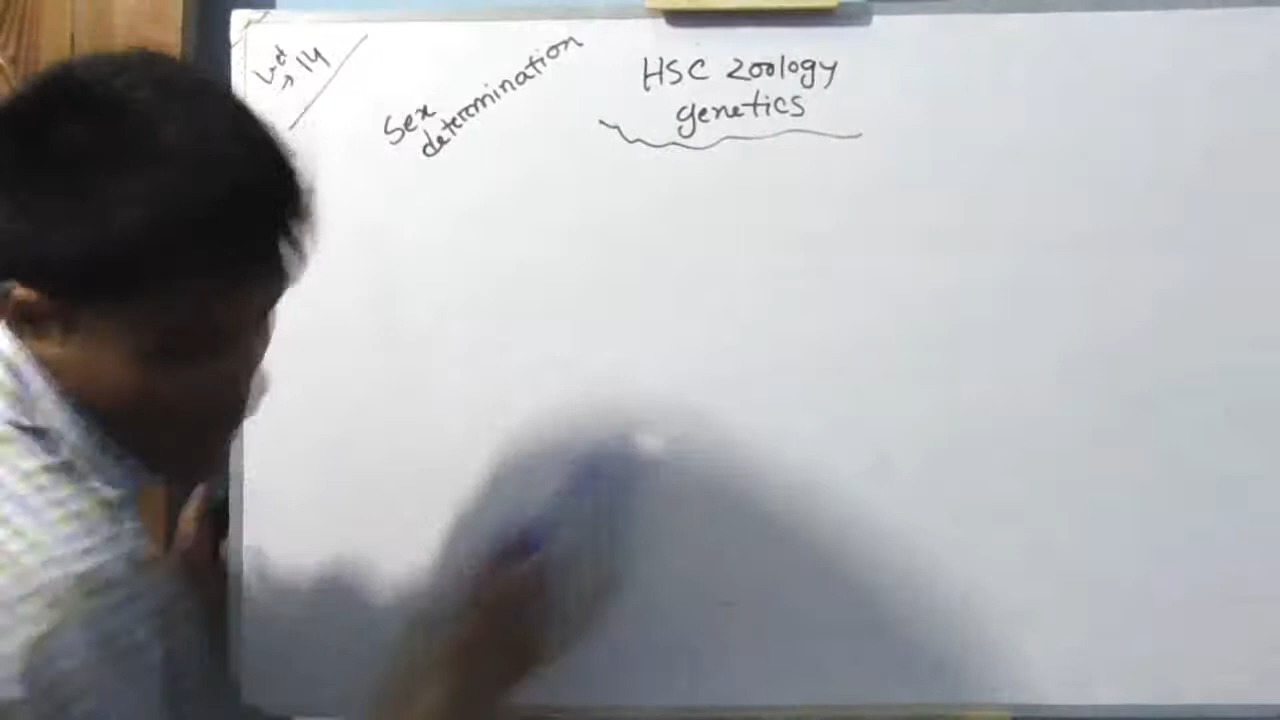 → 14
Sex
determination
HSC zoology
genetics